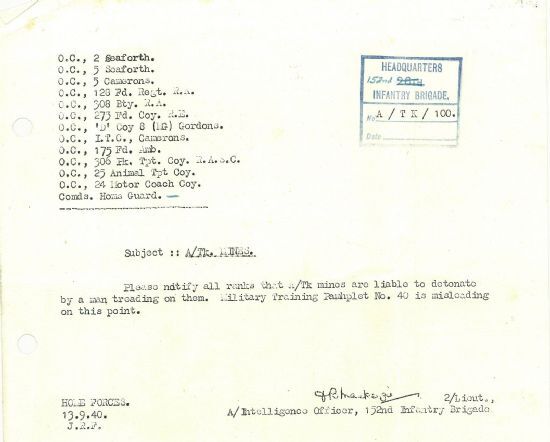 O.C., 2 Seaforth.
O.C., 5 Seaforth.
O.C., 5 Camerons.
O.C., 128 Fd. Regt. R.A.
O.C., 308 Bty. R.A.
O.C., 273 Fd. Coy. R.E.
O.C., 'D' Coy 8 (MG) Gordons.
O.C., I.T.C., Camerons.
O.C., 175 Fd. Amb.
O.C., 306 Pk. Tpt. Coy. R.A.S.C.
O.C., 25 Animal Tpt Coy.
O.C., 24 Motor Coach Coy.
Comds. Home Guard.
HEADQUARTERS
152nd
INFANTRY BRIGADE.
No. A / TK / 100.
Date
Subject :: A/Tk. MINES.
Please notify all ranks that A/Tk mines are liable to detonate
by a man treading on them. Military Training Pamhplet No. 40 is misleading
on this point.
HOME FORCES.
13.9.40.
J.R.F.
2/Lieut.,
A/Intelligence Officer, 152nd Infantry Brigade